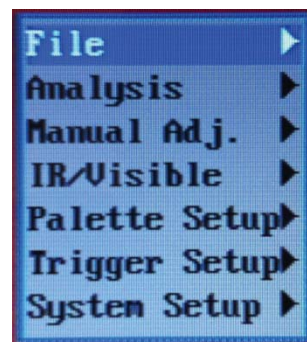 File
Analysis
Manual Adj.
IR/Visible
Palette Setup
Trigger Setup
System Setup